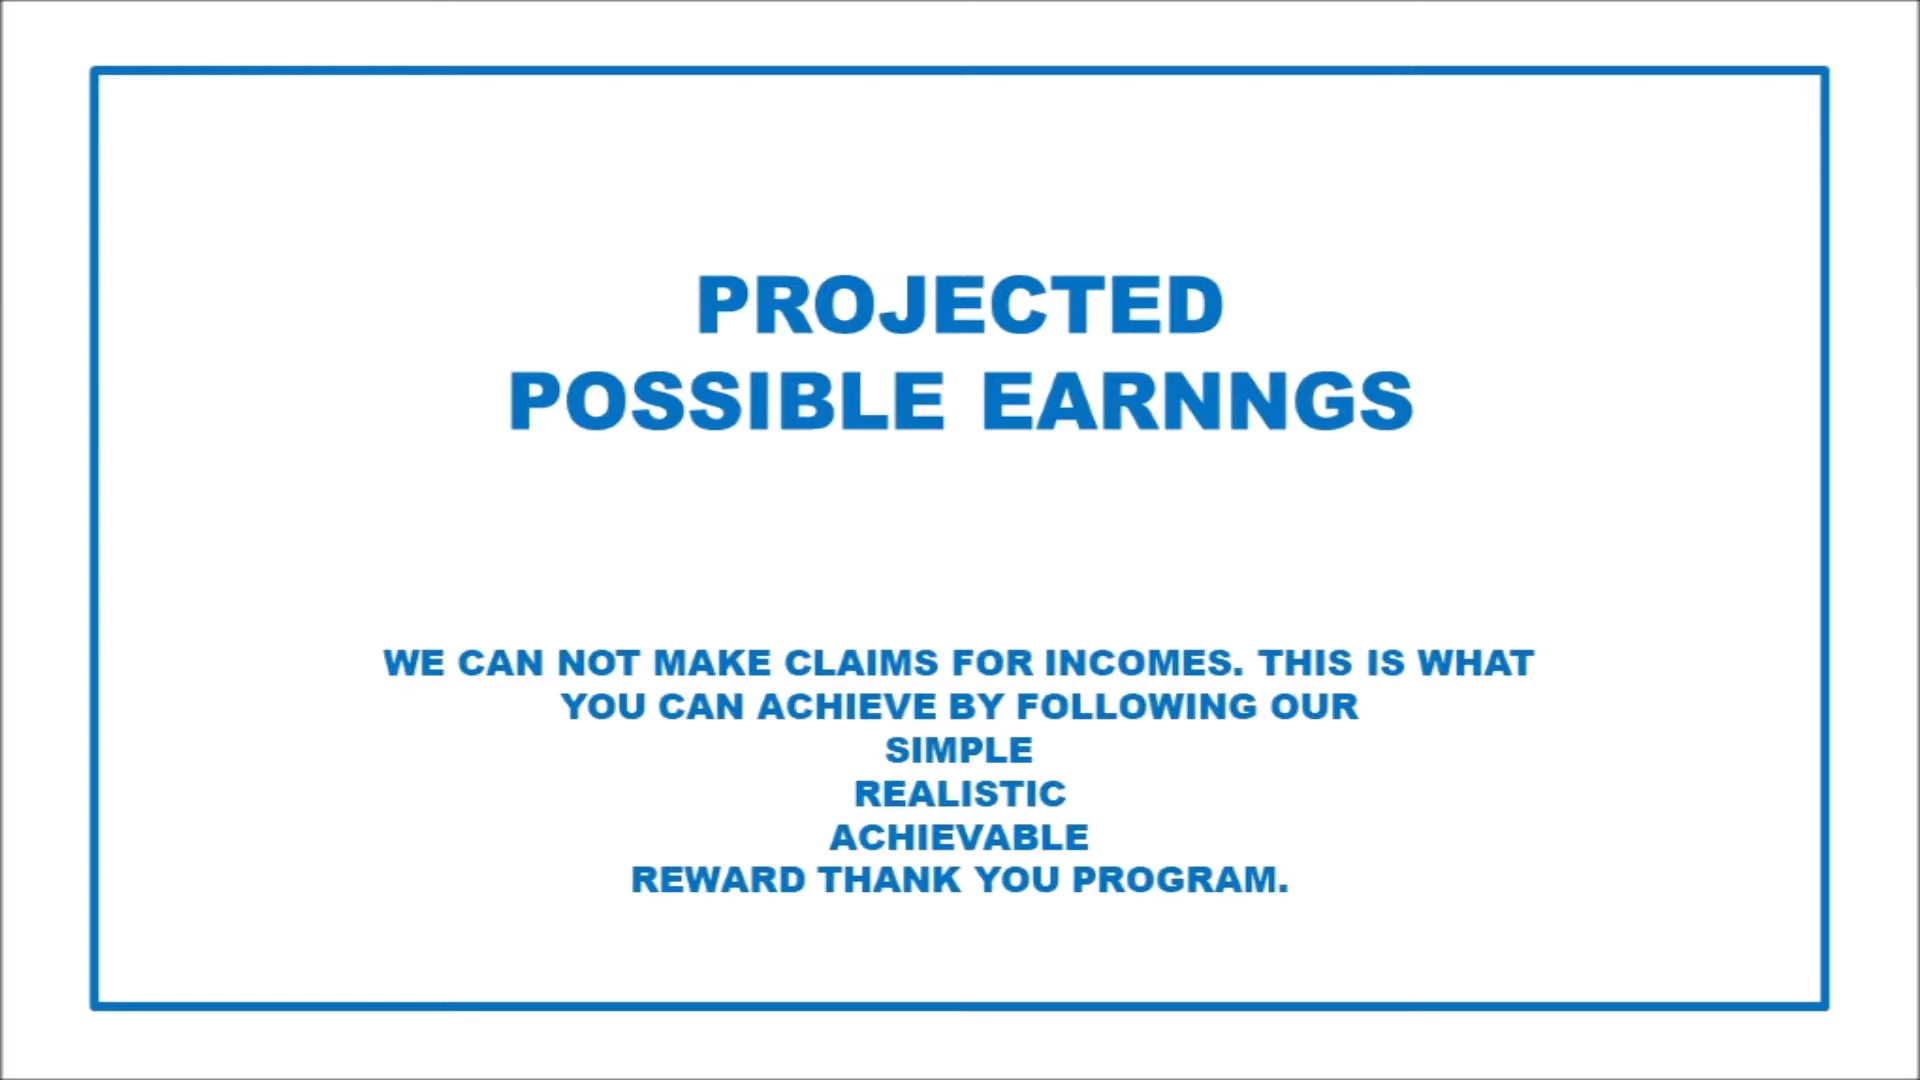 PROJECTED
POSSIBLE EARNNGS
WE CAN NOT MAKE CLAIMS FOR INCOMES. THIS IS WHAT
YOU CAN ACHIEVE BY FOLLOWING OUR
SIMPLE
REALISTIC
ACHIEVABLE
REWARD THANK YOU PROGRAM.